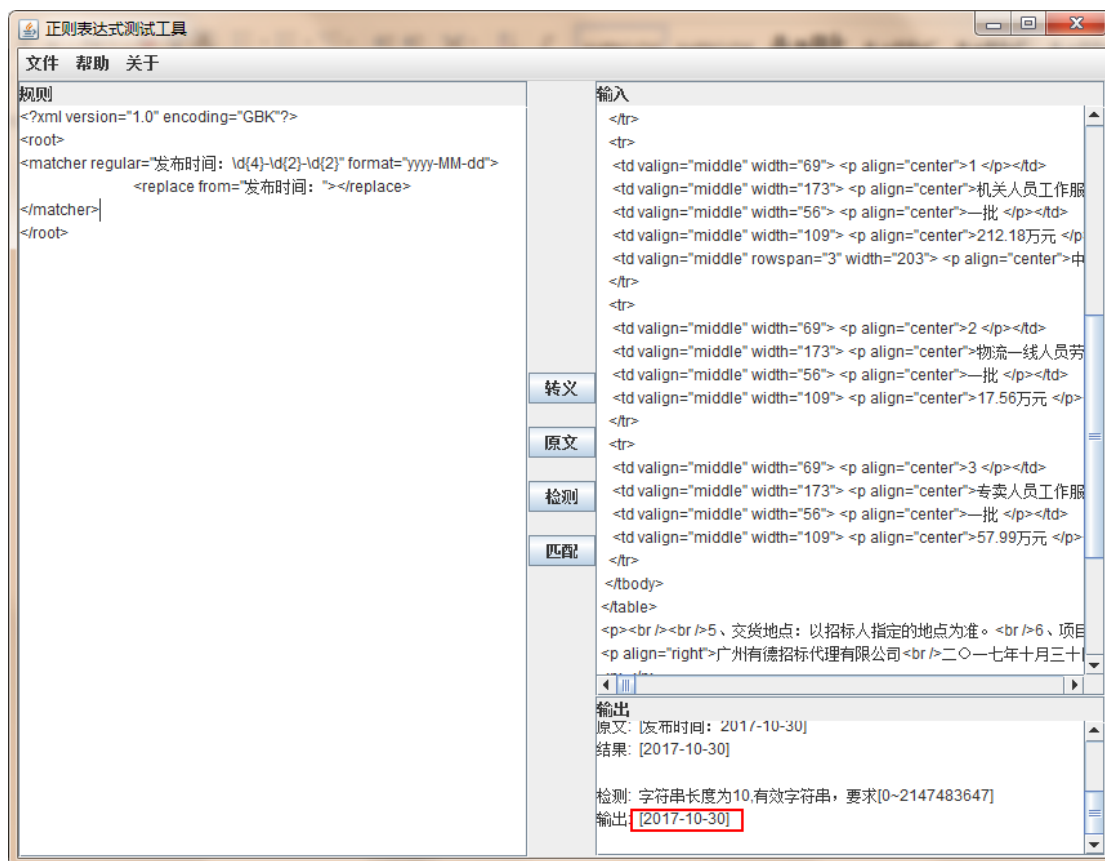 正则表达式测试工具
文件 帮助 关于
规则
<?xml version="1.0" encoding="GBK"?>
<root>
<matcher regular="发布时间：\d{4}-\d{2}-\d{2}" format="yyyy-MM-dd">
<replace from="发布时间："></replace>
</matcher>
</root>
转义
原文
检测
匹配
输入
</tr>
<tr>
<td valign="middle" width="69"> <p align="center">1 </p></td>
<td valign="middle" width="173"> <p align="center">机关人员工作服
<td valign="middle" width="56"> <p align="center">一批 </p></td>
<td valign="middle" width="109"> <p align="center">212.18万元 </p
<td valign="middle" rowspan="3" width="203"> <p align="center">中
</tr>
<tr>
<td valign="middle" width="69"> <p align="center">2 </p></td>
<td valign="middle" width="173"> <p align="center">物流一线人员劳
<td valign="middle" width="56"> <p align="center">一批 </p></td>
<td valign="middle" width="109"> <p align="center">17.56万元 </p>
</tr>
<tr>
<td valign="middle" width="69"> <p align="center">3 </p></td>
<td valign="middle" width="173"> <p align="center">专卖人员工作服
<td valign="middle" width="56"> <p align="center">一批 </p></td>
<td valign="middle" width="109"> <p align="center">57.99万元 </p>
</tr>
</tbody>
</table>
<p><br /><br />5、交货地点：以招标人指定的地点为准。<br />6、项目
<p align="right">广州有德招标代理有限公司<br />二〇一七年十月三十
输出
原文: [发布时间：2017-10-30]
结果: [2017-10-30]
检测: 字符串长度为10,有效字符串，要求[0~2147483647]
输出: [2017-10-30]